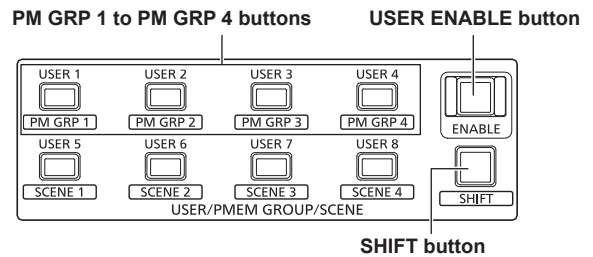 PM GRP 1 to PM GRP 4 buttons USER ENABLE button
USER 1 USER 2 USER 3 USER 4
PM GRP 1 PM GRP 2 PM GRP 3 PM GRP 4 ENABLE
USER 5 USER 6 USER 7 USER 8
SCENE 1 SCENE 2 SCENE 3 SCENE 4 SHIFT
USER/PMEM GROUP/SCENE
SHIFT button